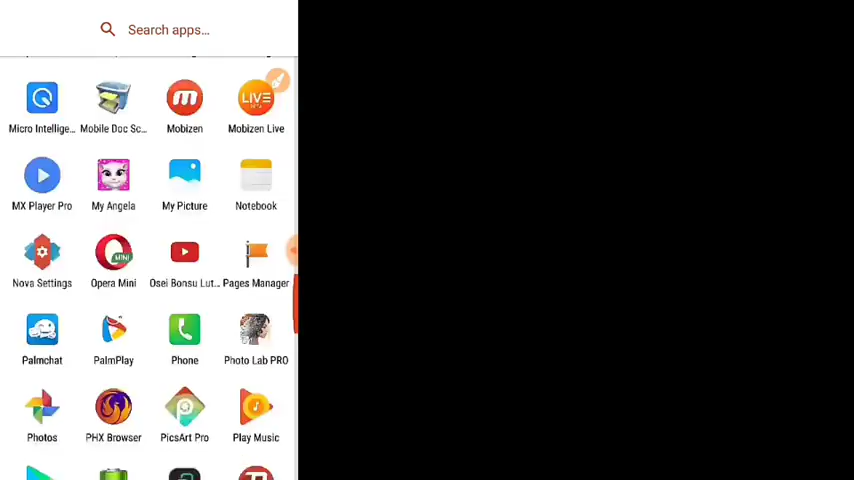 Search apps...
Micro Intellige... Mobile Doc Sc... Mobizen Mobizen Live
MX Player Pro My Angela My Picture Notebook
Nova Settings Opera Mini Osei Bonsu Lut... Pages Manager
Palmchat PalmPlay Phone Photo Lab PRO
Photos PHX Browser PicsArt Pro Play Music